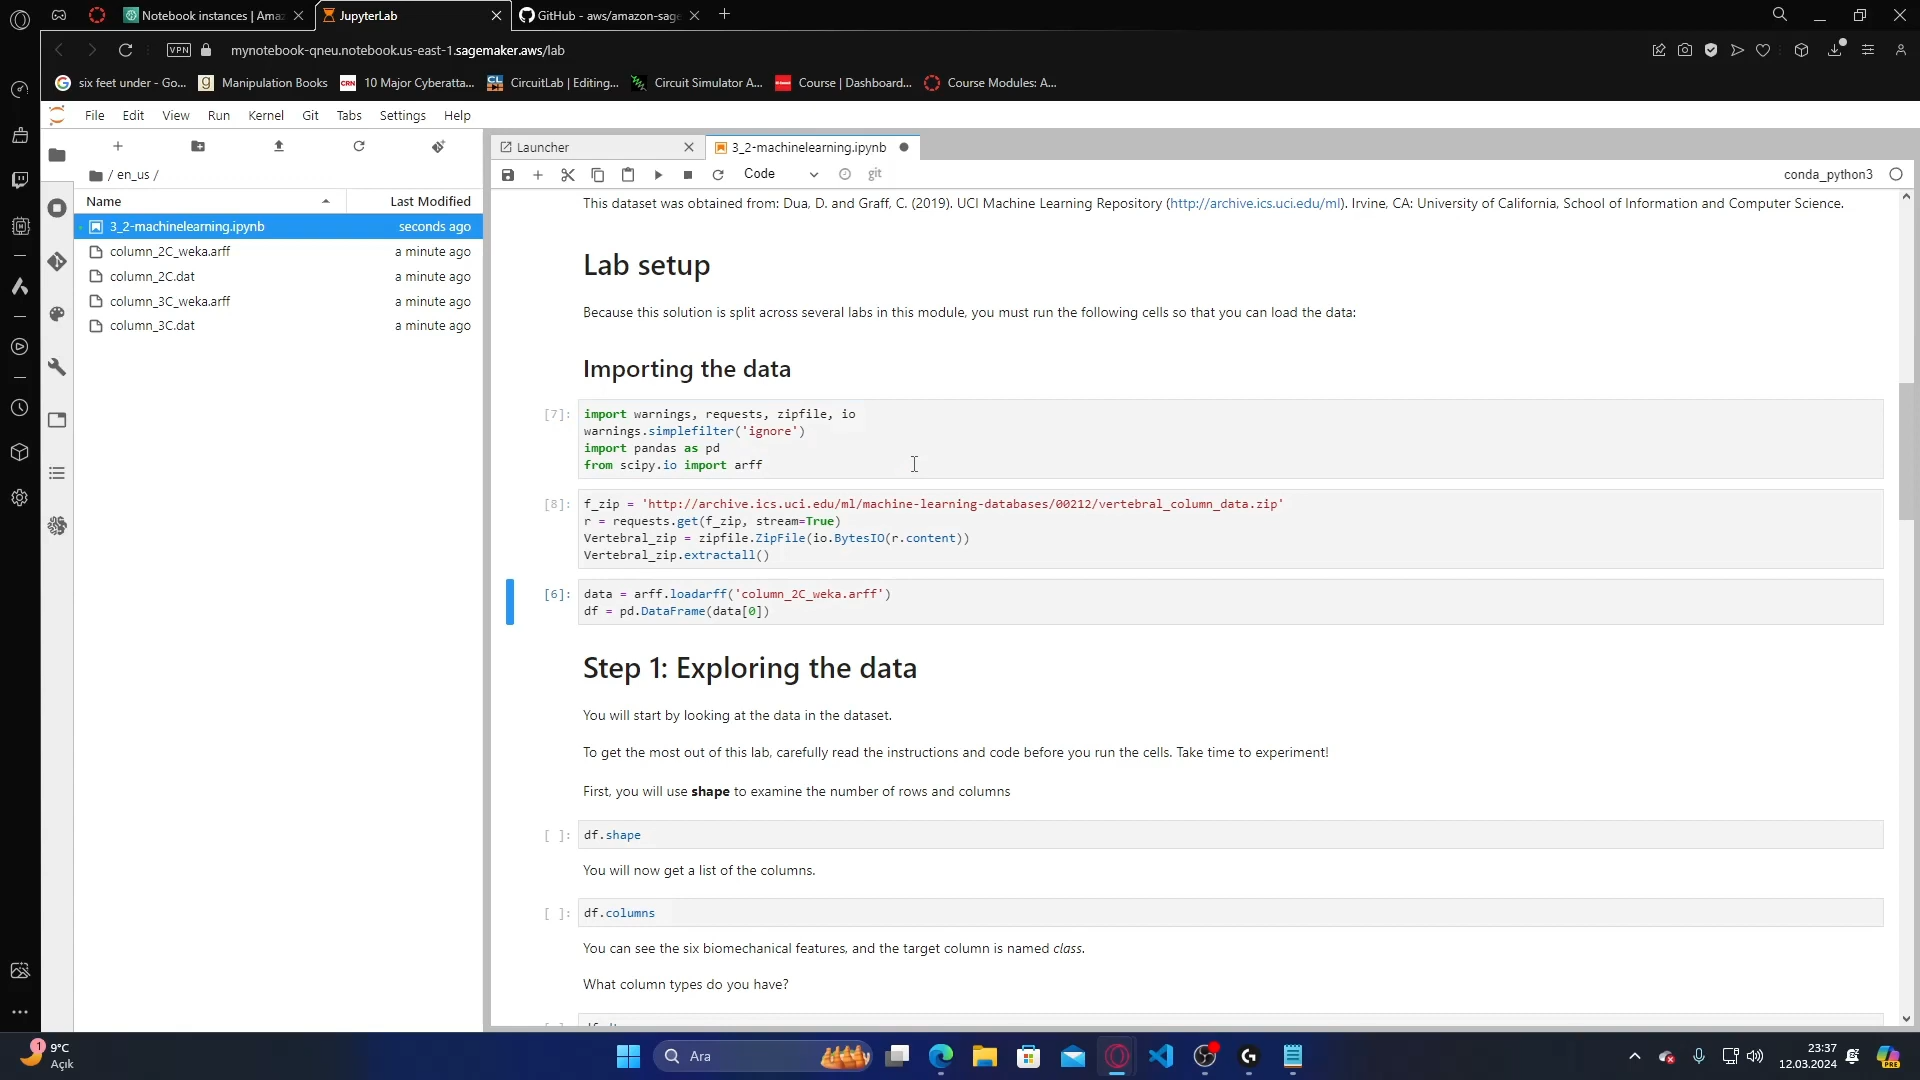 Notebook instances | Ama
JupyterLab
GitHub - aws/amazon-sage
VPN
mynotebook-qneu.notebook.us-east-1.sagemaker.aws/lab
six feet under - Go...
Manipulation Books
CRN
10 Major Cyberatta...
CL
CircuitLab | Editing...
Circuit Simulator A...
Course | Dashboard...
Course Modules: A...
File
Edit
View
Run
Kernel
Git
Tabs
Settings
Help
Launcher
3_2-machinelearning.ipynb
/ en_us /
Code
git
conda_python3
Name
Last Modified
3_2-machinelearning.ipynb
seconds ago
column_2C_weka.arff
a minute ago
column_2C.dat
a minute ago
column_3C_weka.arff
a minute ago
column_3C.dat
a minute ago
This dataset was obtained from: Dua, D. and Graff, C. (2019). UCI Machine Learning Repository (http://archive.ics.uci.edu/ml). Irvine, CA: University of California, School of Information and Computer Science.
Lab setup
Because this solution is split across several labs in this module, you must run the following cells so that you can load the data:
Importing the data
[7]:
import warnings, requests, zipfile, io
warnings.simplefilter('ignore')
import pandas as pd
from scipy.io import arff
[8]:
f_zip = 'http://archive.ics.uci.edu/ml/machine-learning-databases/00212/vertebral_column_data.zip'
r = requests.get(f_zip, stream=True)
Vertebral_zip = zipfile.ZipFile(io.BytesIO(r.content))
Vertebral_zip.extractall()
[6]:
data = arff.loadarff('column_2C_weka.arff')
df = pd.DataFrame(data[0])
Step 1: Exploring the data
You will start by looking at the data in the dataset.
To get the most out of this lab, carefully read the instructions and code before you run the cells. Take time to experiment!
First, you will use shape to examine the number of rows and columns
[ ]:
df.shape
You will now get a list of the columns.
[ ]:
df.columns
You can see the six biomechanical features, and the target column is named class.
What column types do you have?
1
9°C
Açık
Ara
23:37
12.03.2024
PRE